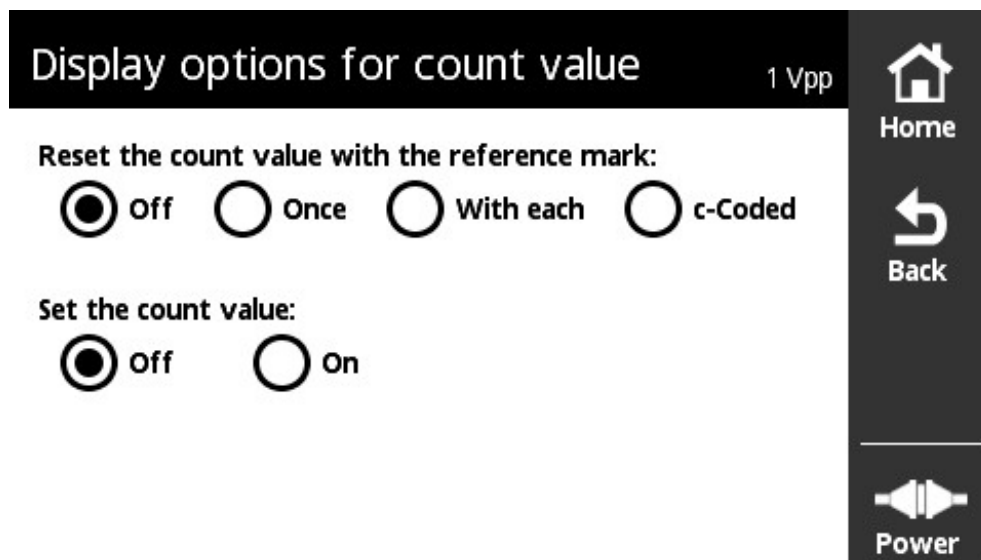 Display options for count value
1 Vpp
Reset the count value with the reference mark:
Off Once With each c-Coded
Set the count value:
Off On
Home
Back
Power